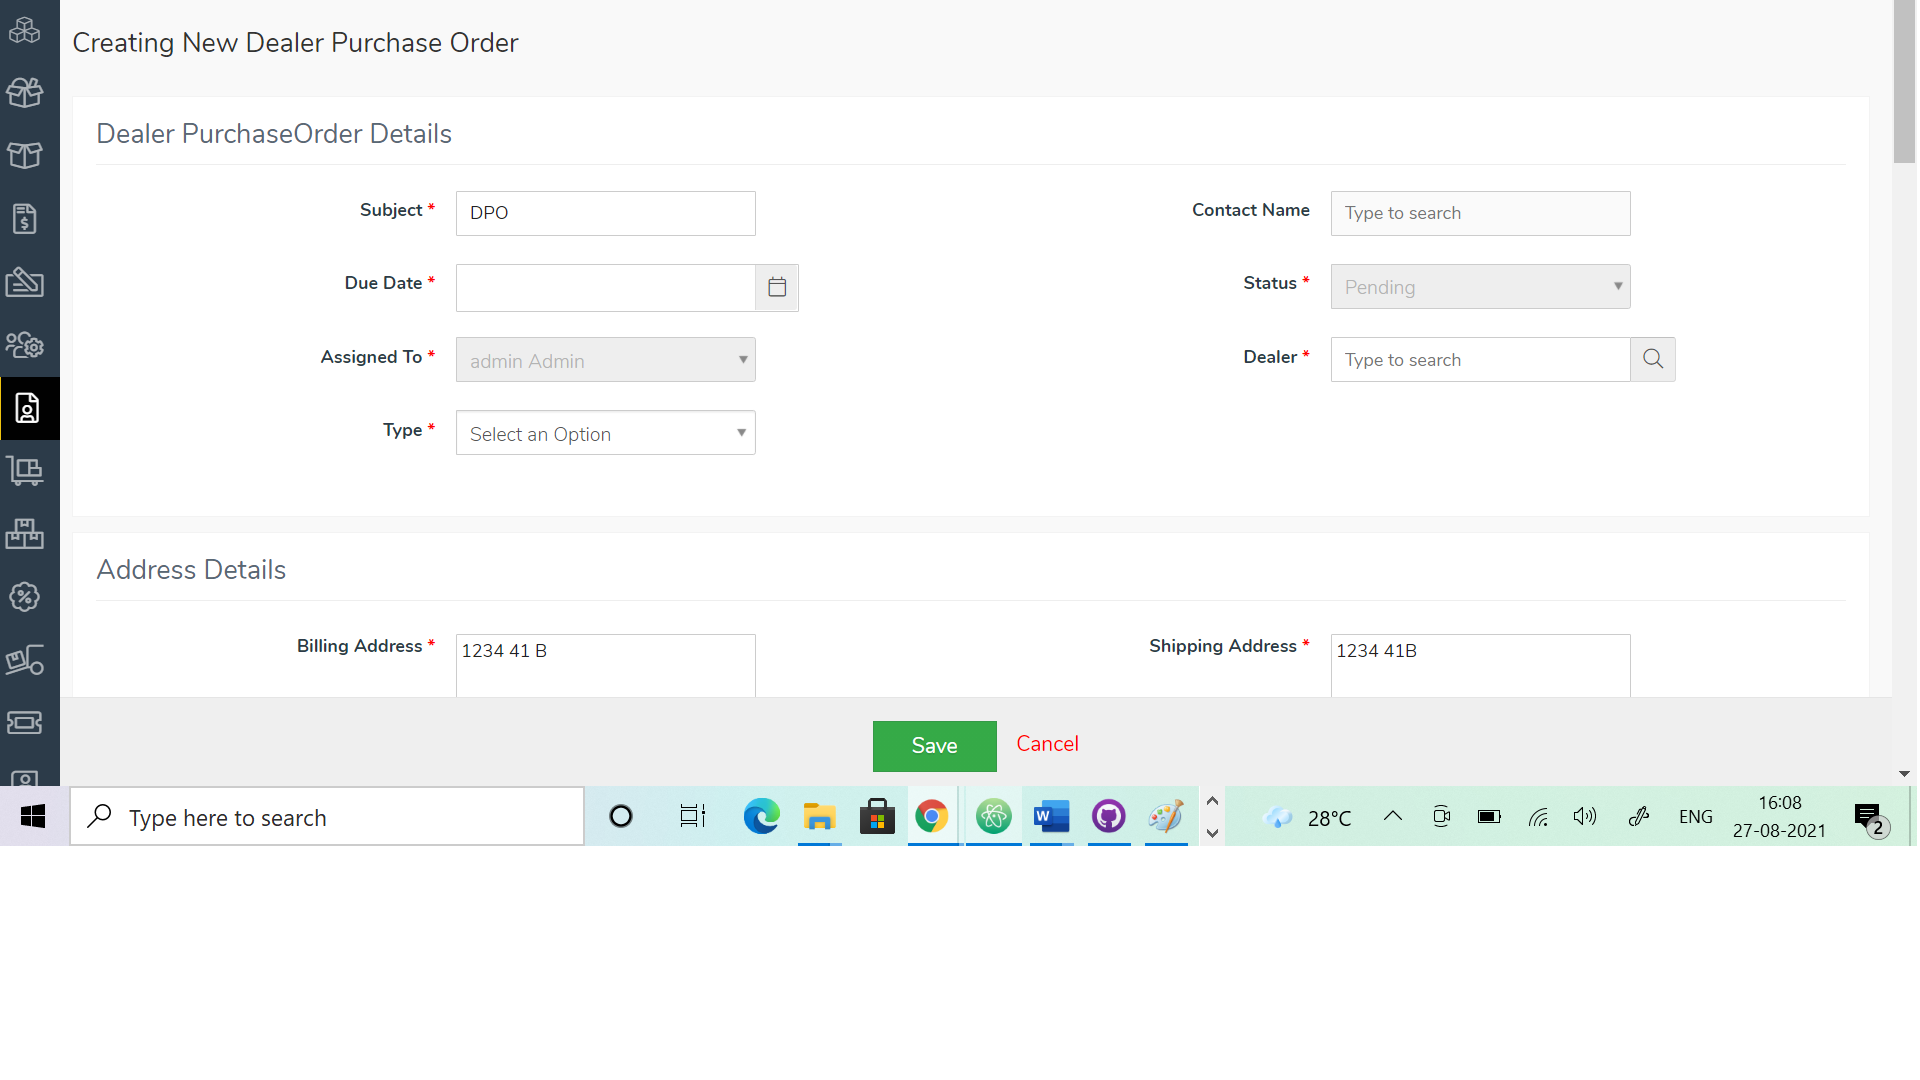 Creating New Dealer Purchase Order
Dealer PurchaseOrder Details
Subject * DPO
Contact Name Type to search
Due Date *
Status * Pending
Assigned To * admin Admin
Dealer * Type to search
Type * Select an Option
Address Details
Billing Address * 1234 41 B
Shipping Address * 1234 41B
Save Cancel
Type here to search
W
28°C
ENG
16:08
27-08-2021
2